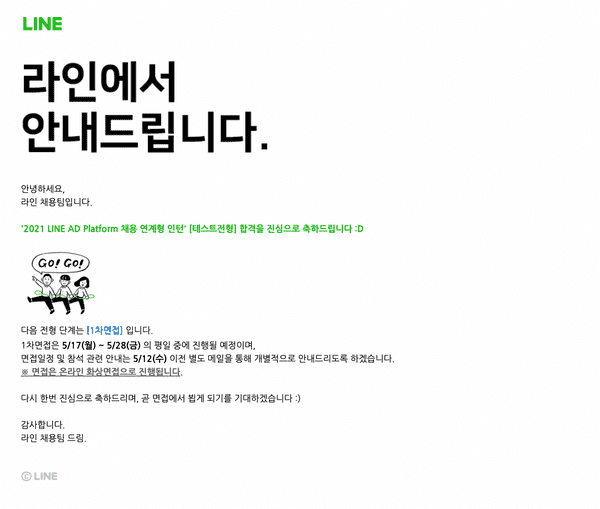 LINE
라인에서
안내드립니다.
안녕하세요,
라인 채용팀입니다.
'2021 LINE AD Platform 채용 연계형 인턴' [테스트전형] 합격을 진심으로 축하드립니다 :D
GO! GO!
다음 전형 단계는 [1차면접] 입니다.
1차면접은 5/17(월) ~ 5/28(금) 의 평일 중에 진행될 예정이며,
면접일정 및 참석 관련 안내는 5/12(수) 이전 별도 메일을 통해 개별적으로 안내드리도록 하겠습니다.
※ 면접은 온라인 화상면접으로 진행됩니다.
다시 한번 진심으로 축하드리며, 곧 면접에서 뵙게 되기를 기대하겠습니다 :)
감사합니다.
라인 채용팀 드림.
ⓒ LINE